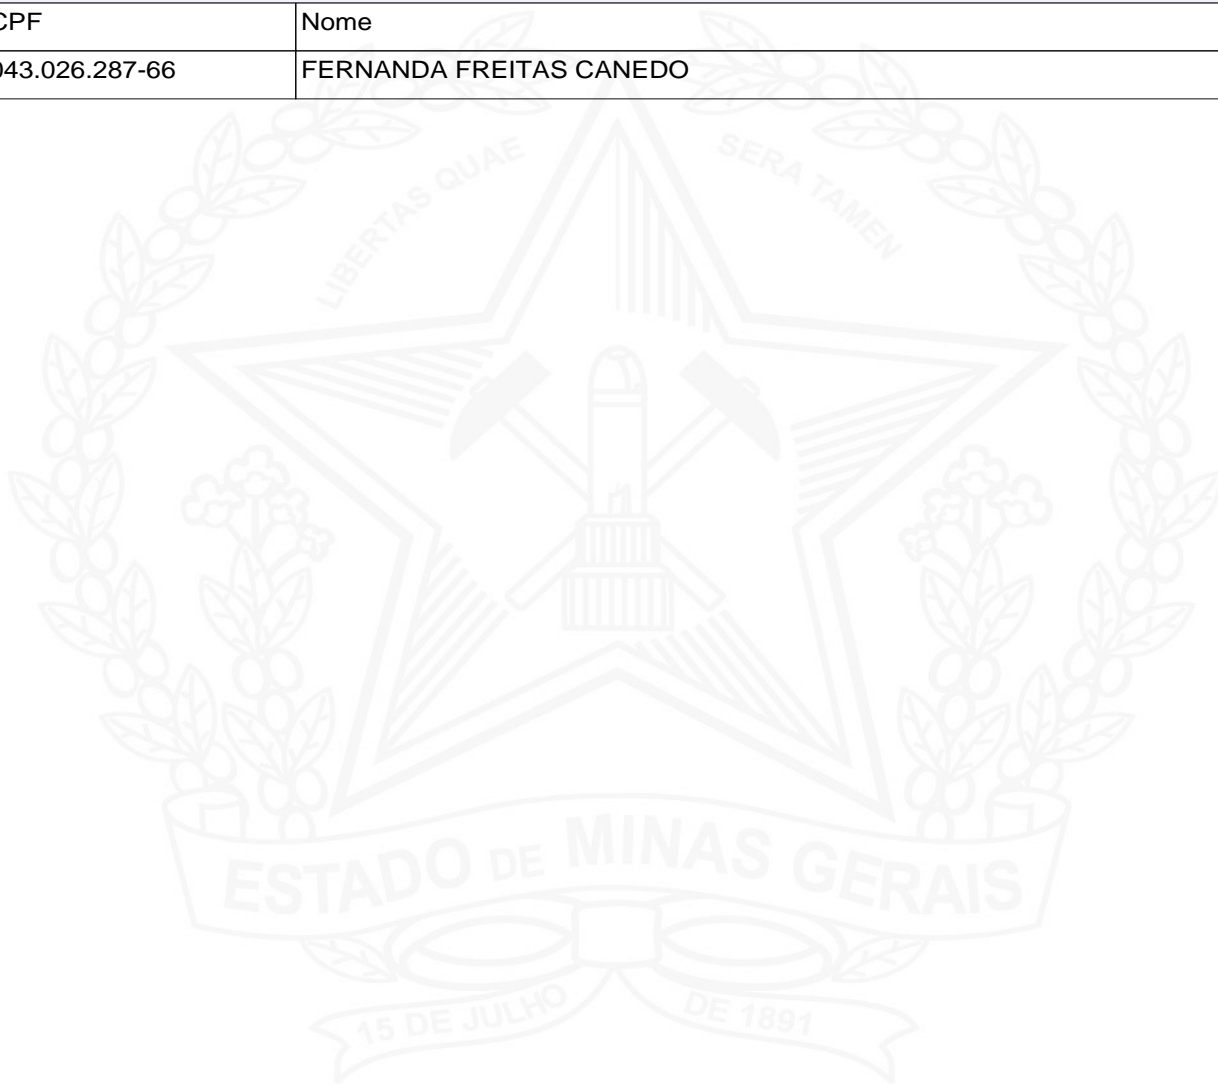 CPF Nome
043.026.287-66 FERNANDA FREITAS CANEDO
LIBERTAS QUAE SERA TAMEN
ESTADO DE MINAS GERAIS
15 DE JULHO DE 1891